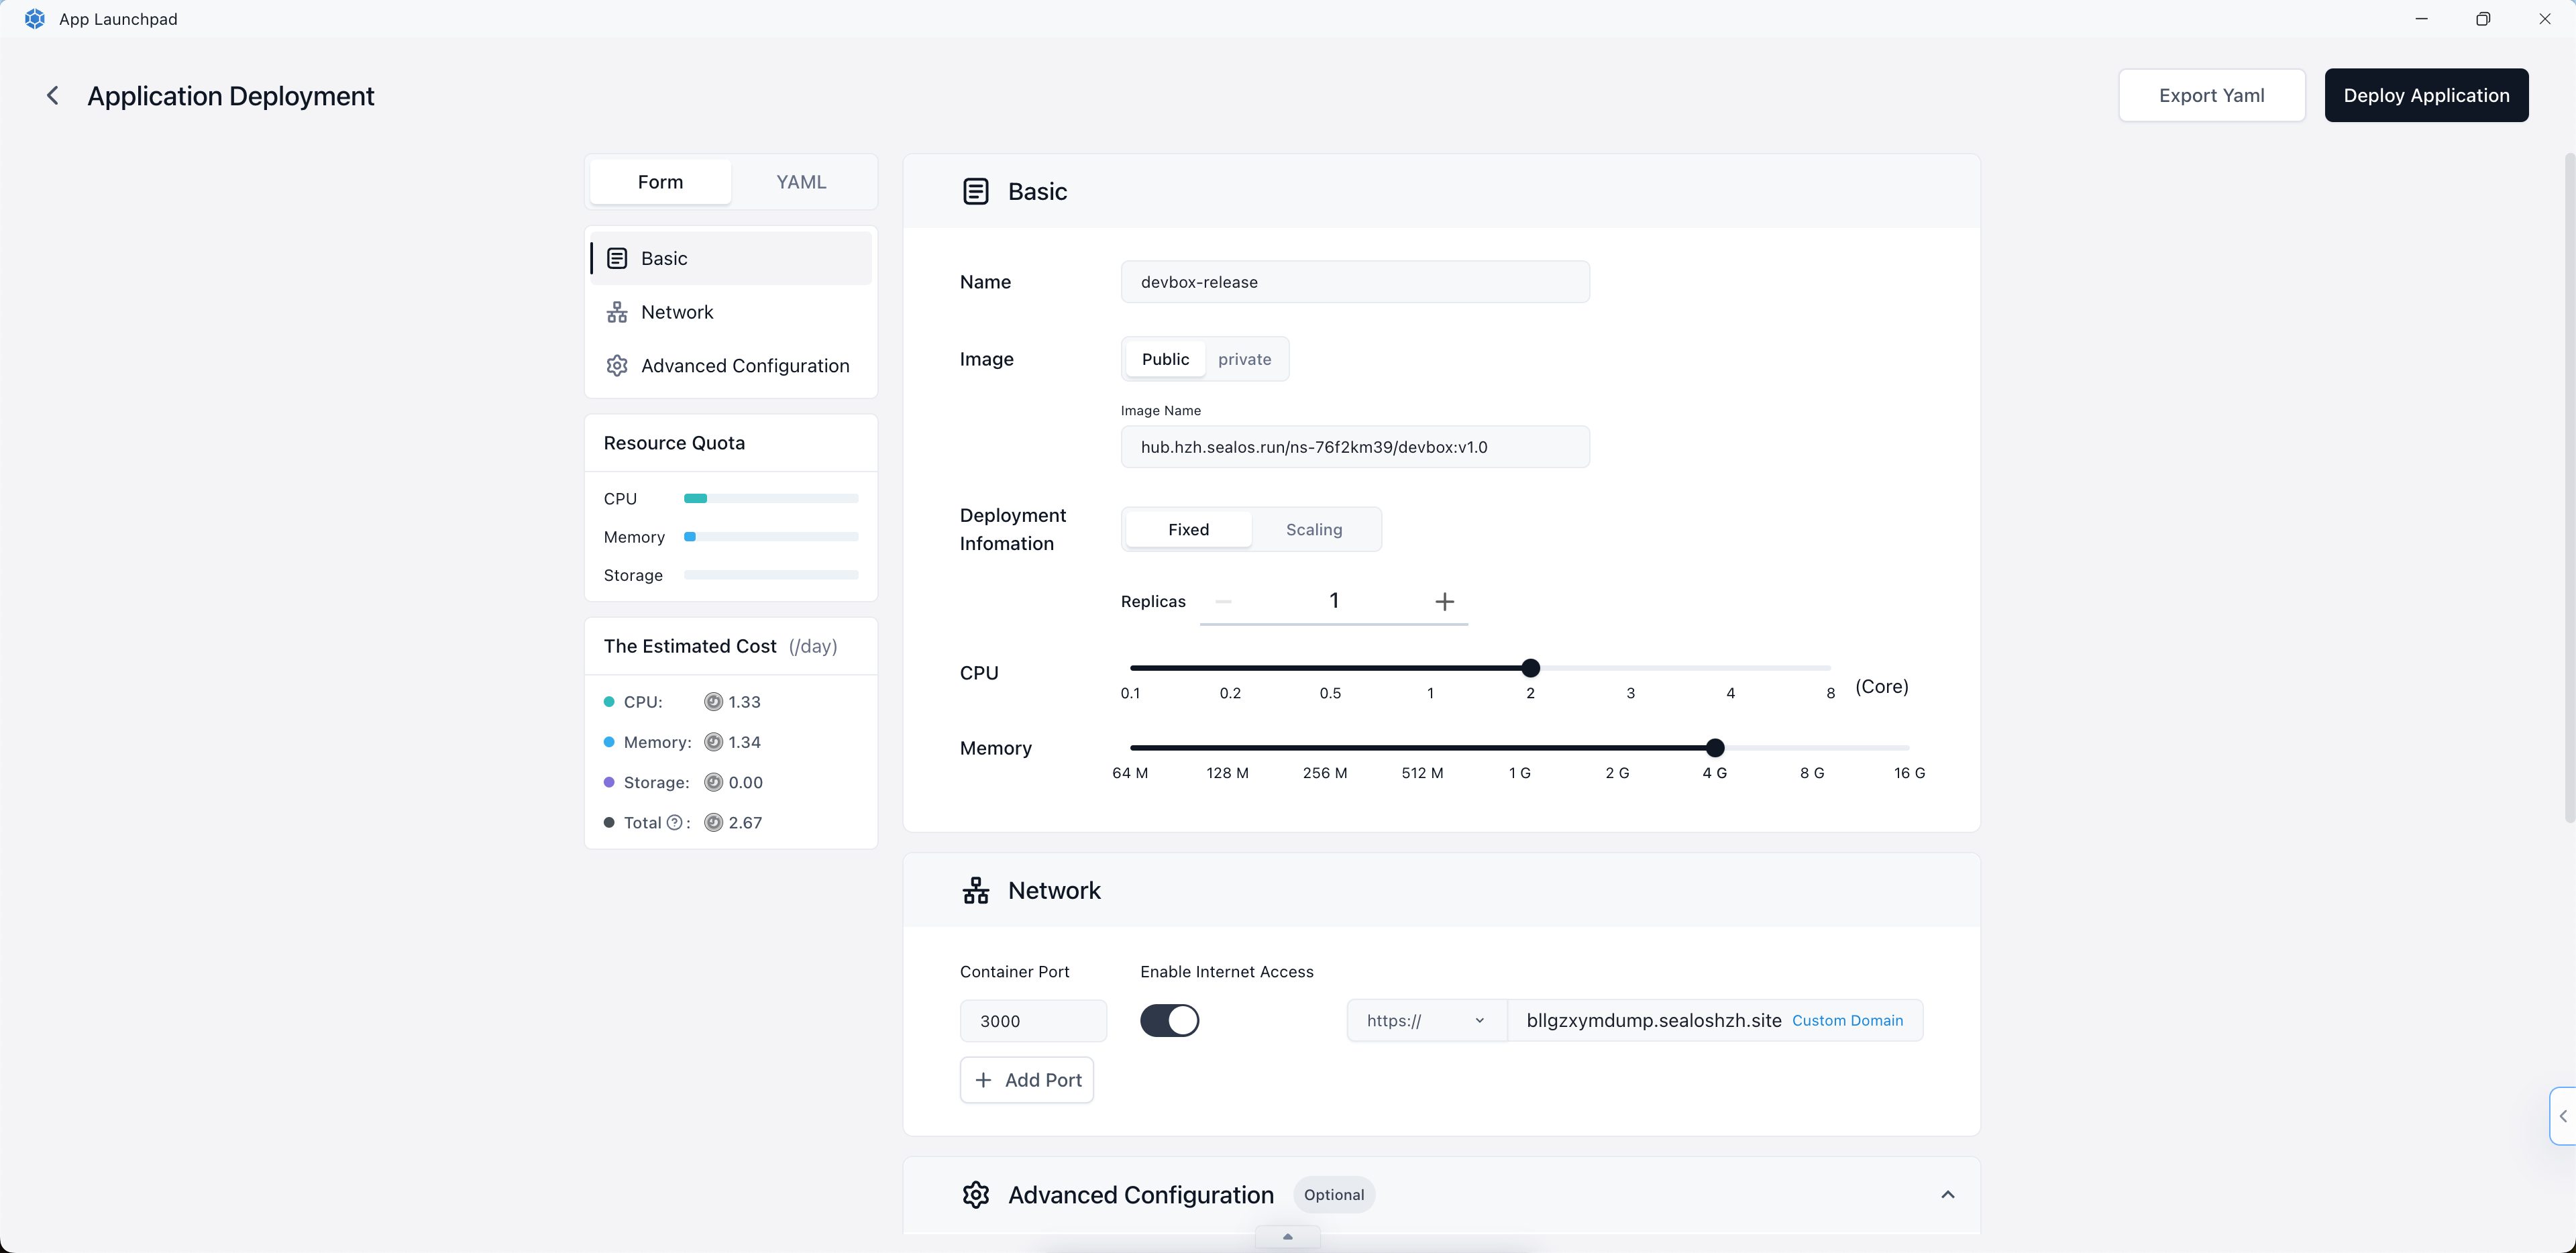 App Launchpad
Application Deployment
Export Yaml
Deploy Application
Form
YAML
Basic
Network
Advanced Configuration
Resource Quota
CPU
Memory
Storage
The Estimated Cost (/day)
CPU: 1.33
Memory: 1.34
Storage: 0.00
Total ? : 2.67
Basic
Name
devbox-release
Image
Public
private
Image Name
hub.hzh.sealos.run/ns-76f2km39/devbox:v1.0
Deployment
Infomation
Fixed
Scaling
Replicas
1
CPU
0.1 0.2 0.5 1 2 3 4 8 (Core)
Memory
64 M 128 M 256 M 512 M 1 G 2 G 4 G 8 G 16 G
Network
Container Port
Enable Internet Access
3000
https://
bllgzxymdump.sealoshzh.site
Custom Domain
Add Port
Advanced Configuration
Optional